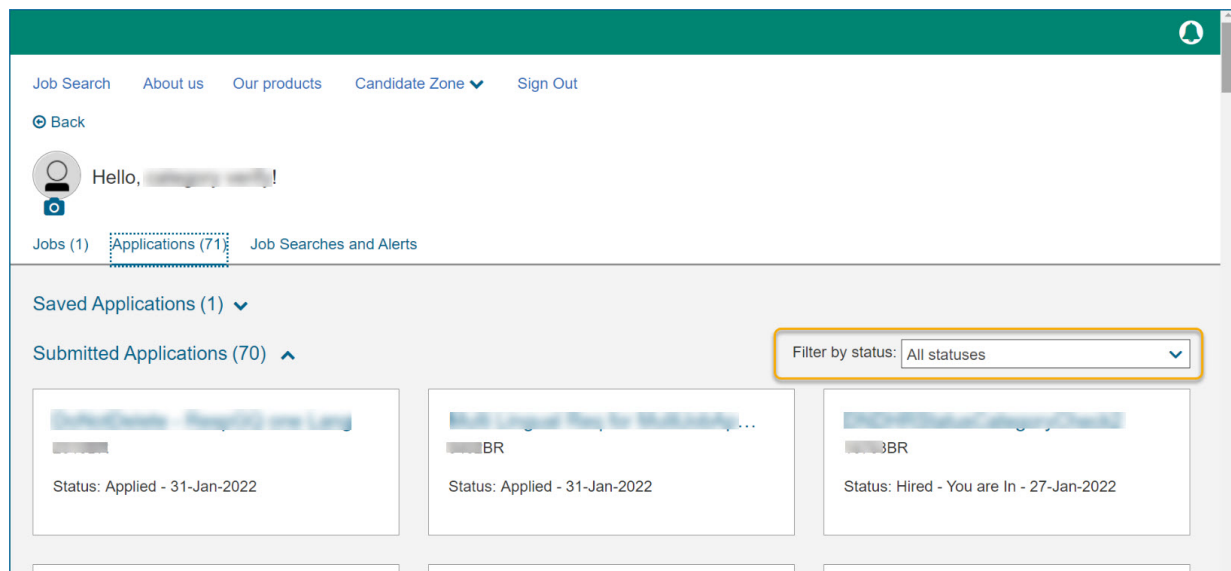 Job Search About us Our products Candidate Zone Sign Out
Back
Hello, !
Jobs (1) Applications (71) Job Searches and Alerts
Saved Applications (1)
Submitted Applications (70) Filter by status: All statuses
BR BR
Status: Applied - 31-Jan-2022 Status: Applied - 31-Jan-2022 Status: Hired - You are In - 27-Jan-2022